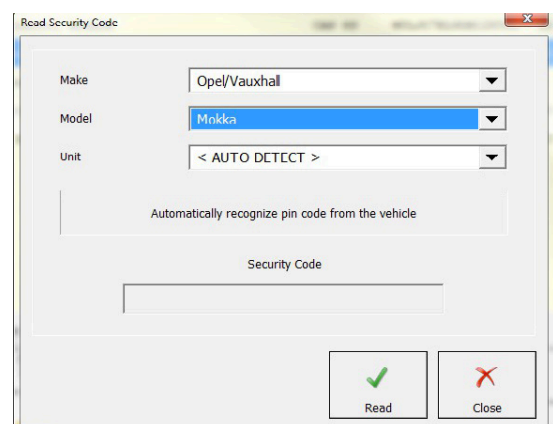 Read Security Code
Make Opel/Vauxhall
Model Mokka
Unit < AUTO DETECT >
Automatically recognize pin code from the vehicle
Security Code
Read Close